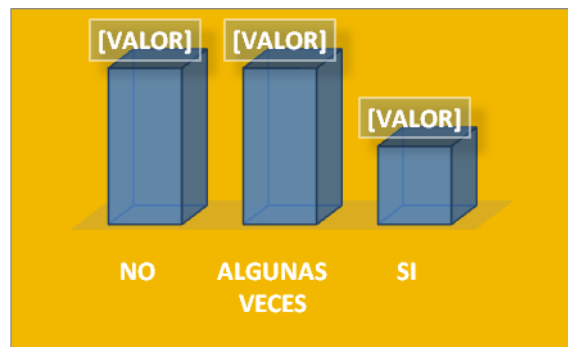 [VALOR] [VALOR]
[VALOR]
NO ALGUNAS VECES SI